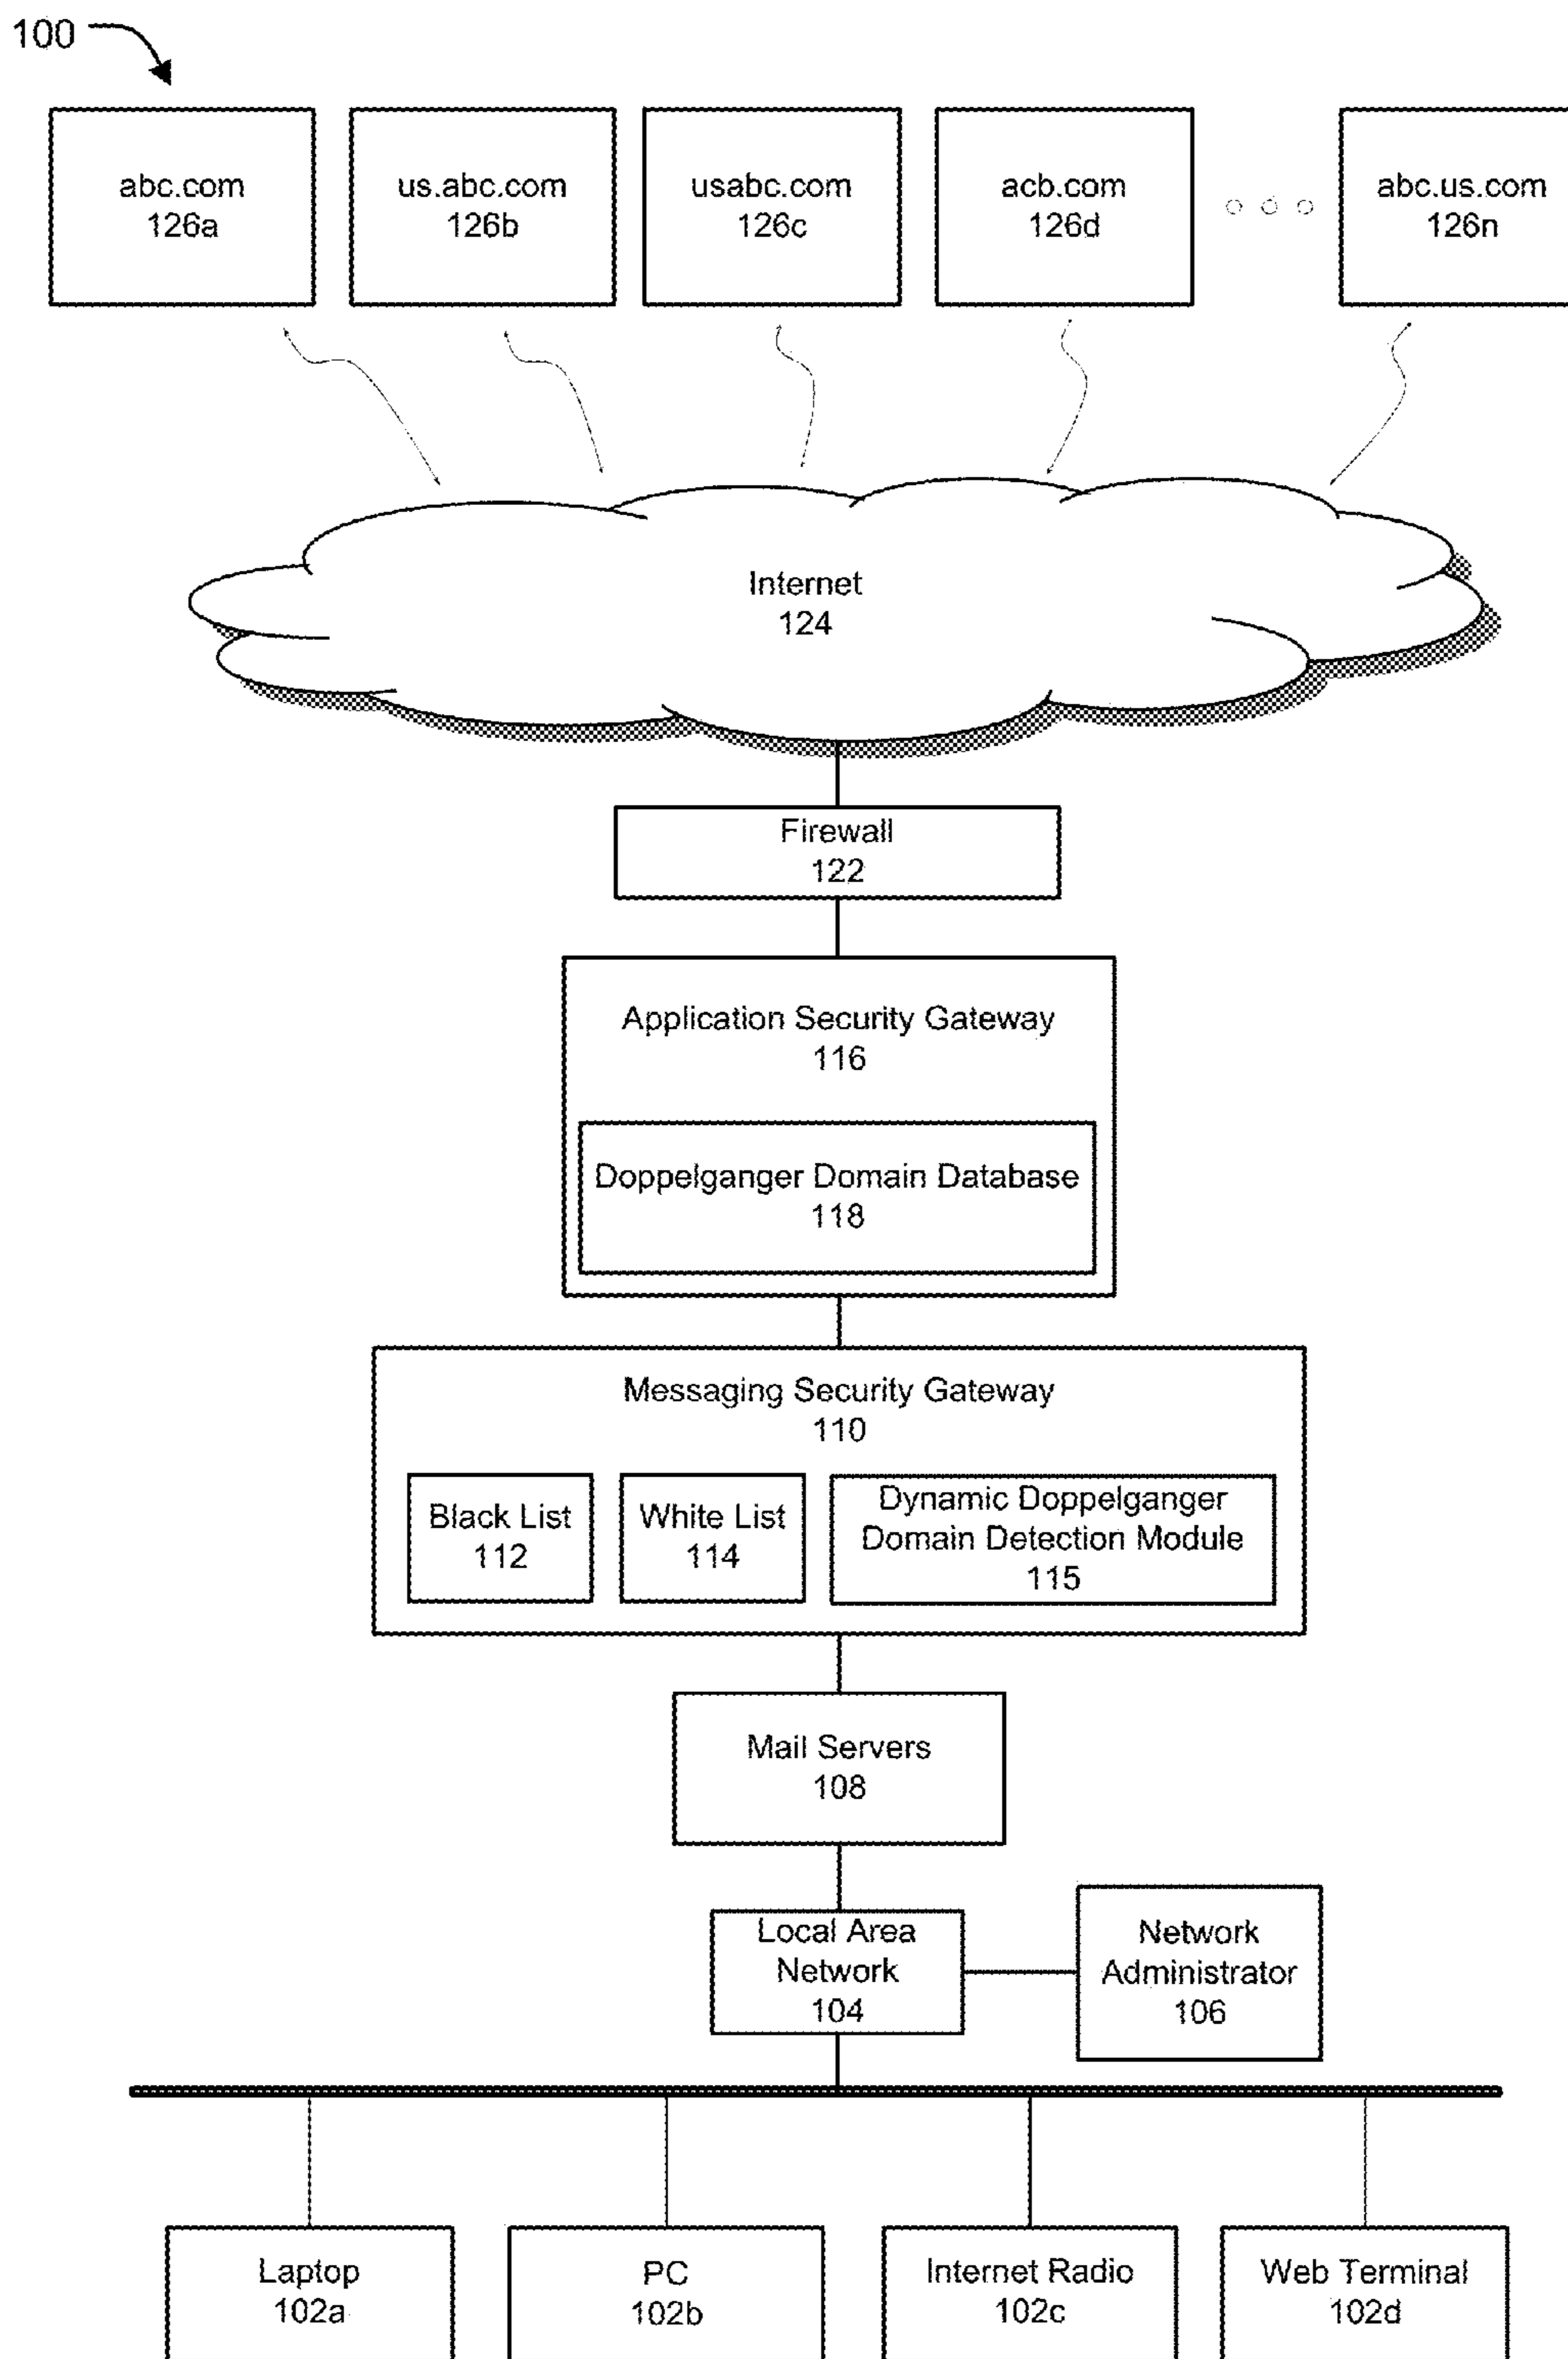 100
abc.com
126a
us.abc.com
126b
usabc.com
126c
acb.com
126d
abc.us.com
126n
Internet
124
Firewall
122
Application Security Gateway
116
Doppelganger Domain Database
118
Messaging Security Gateway
110
Black List
112
White List
114
Dynamic Doppelganger
Domain Detection Module
115
Mail Servers
108
Local Area
Network
104
Network
Administrator
106
Laptop
102a
PC
102b
Internet Radio
102c
Web Terminal
102d